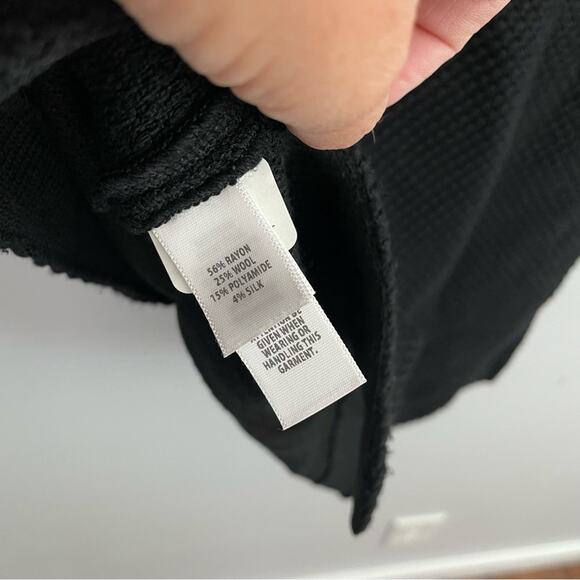 56% RAYON
25% WOOL
15% POLYAMIDE
4% SILK
GIVEN WHEN
WEARING OR
HANDLING THIS
GARMENT.